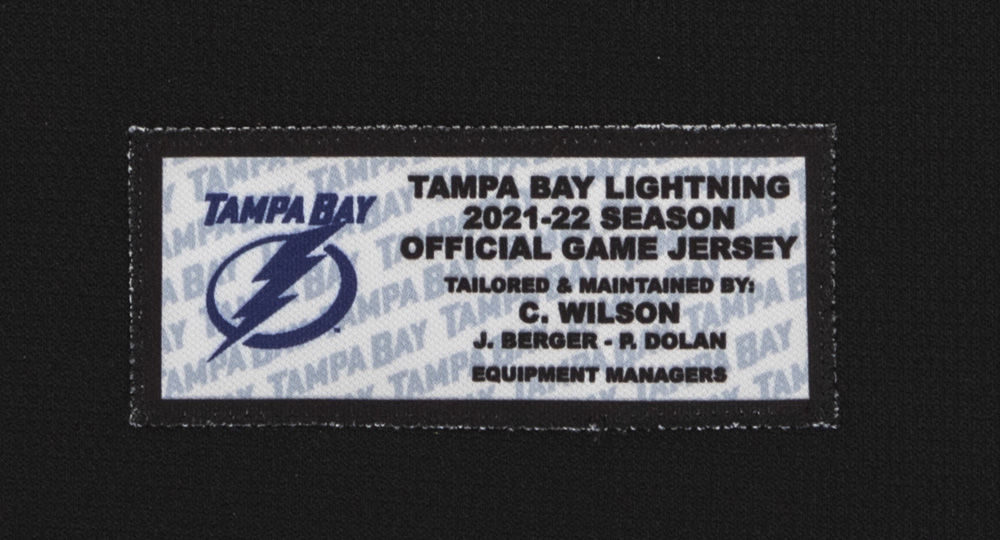 TAMPA BAY
TAMPA BAY LIGHTNING
2021-22 SEASON
OFFICIAL GAME JERSEY
TAILORED & MAINTAINED BY:
C. WILSON
J. BERGER - P. DOLAN
EQUIPMENT MANAGERS